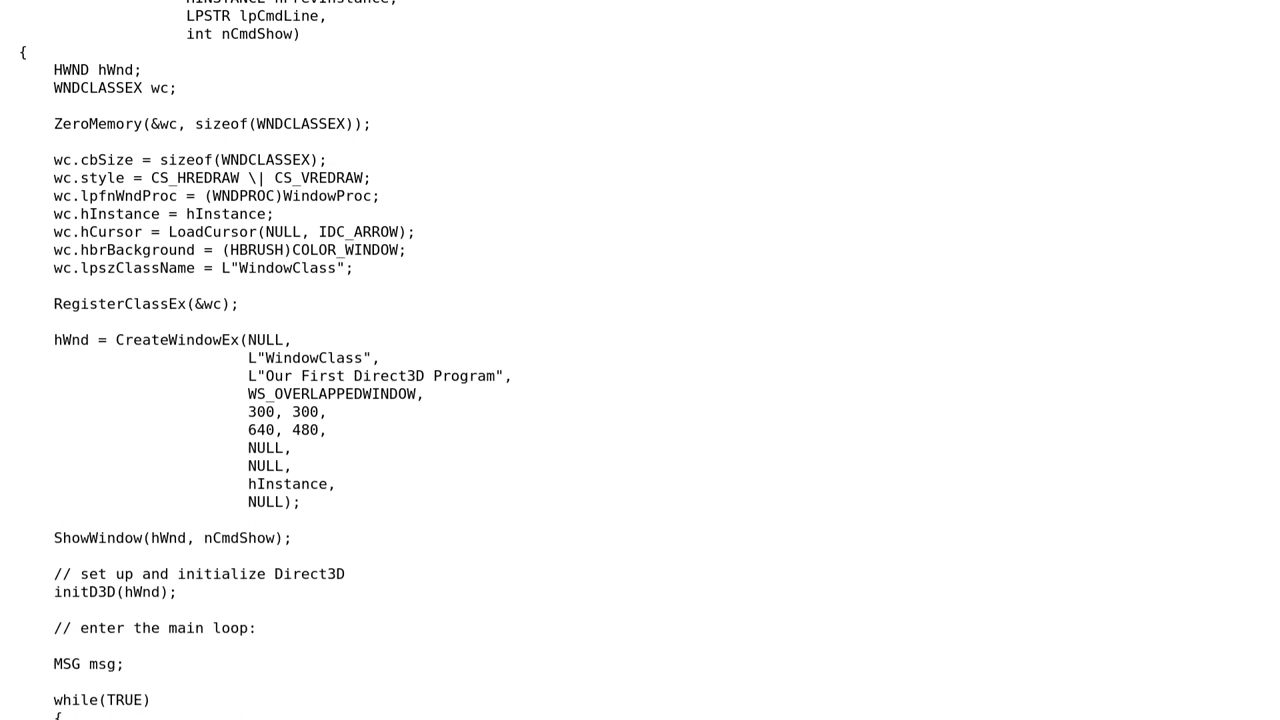 HINSTANCE hPrevInstance,
LPSTR lpCmdLine,
int nCmdShow)
{
HWND hWnd;
WNDCLASSEX wc;
ZeroMemory(&wc, sizeof(WNDCLASSEX));
wc.cbSize = sizeof(WNDCLASSEX);
wc.style = CS_HREDRAW \| CS_VREDRAW;
wc.lpfnWndProc = (WNDPROC)WindowProc;
wc.hInstance = hInstance;
wc.hCursor = LoadCursor(NULL, IDC_ARROW);
wc.hbrBackground = (HBRUSH)COLOR_WINDOW;
wc.lpszClassName = L"WindowClass";
RegisterClassEx(&wc);
hWnd = CreateWindowEx(NULL,
L"WindowClass",
L"Our First Direct3D Program",
WS_OVERLAPPEDWINDOW,
300, 300,
640, 480,
NULL,
NULL,
hInstance,
NULL);
ShowWindow(hWnd, nCmdShow);
// set up and initialize Direct3D
initD3D(hWnd);
// enter the main loop:
MSG msg;
while(TRUE)
{